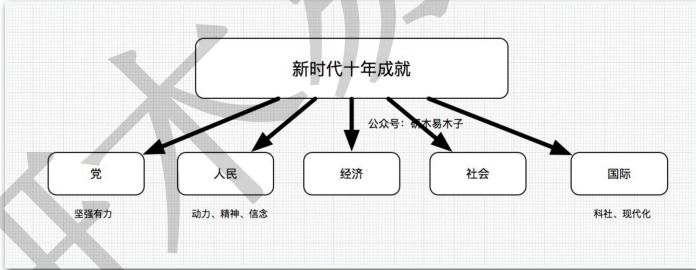 新时代十年成就
公众号：研木易木子
党
人民
经济
社会
国际
坚强有力
动力、精神、信念
科社、现代化